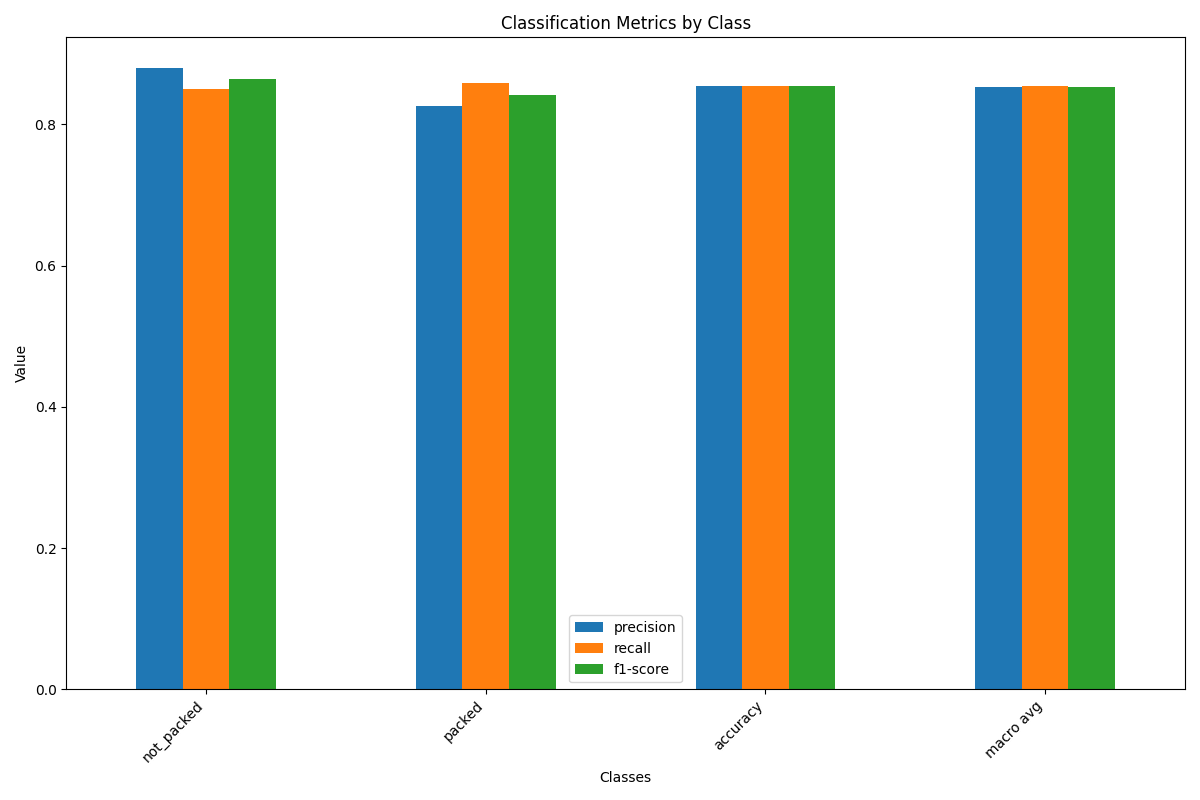 Classification Metrics by Class
Value
0.8
0.6
0.4
0.2
0.0
precision
recall
f1-score
not_packed
packed
accuracy
macro avg
Classes